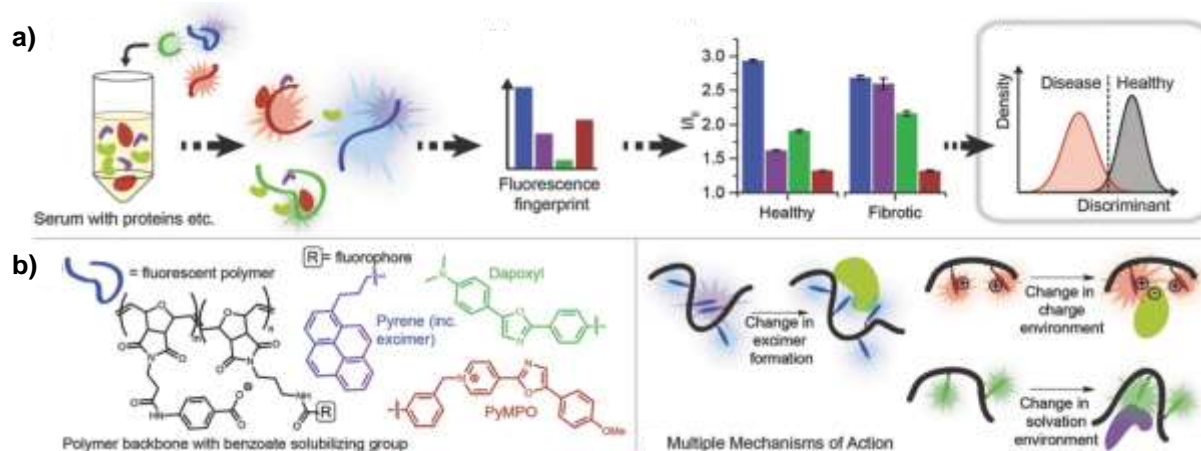 a)
Serum with proteins etc.
Fluorescence
fingerprint
I/I₀
3.0
2.5
2.0
1.5
1.0
Healthy
Fibrotic
Density
Disease
Healthy
Discriminant
b)
= fluorescent polymer
R = fluorophore
Pyrene (inc.
excimer)
Dapoxyl
PyMPO
OMe
Polymer backbone with benzoate solubilizing group
Change in
excimer
formation
Change in
charge
environment
Change in
solvation
environment
Multiple Mechanisms of Action